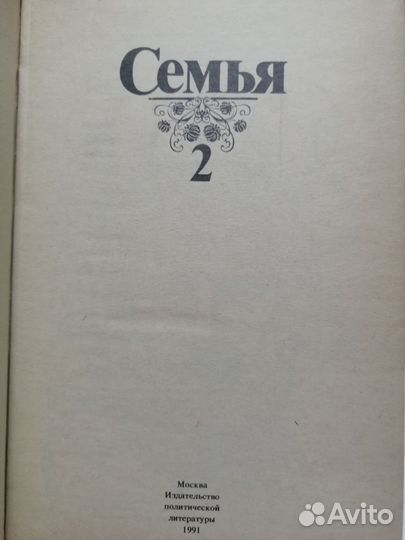 Семья
2
Москва
Издательство
политической
литературы
1991
Avito